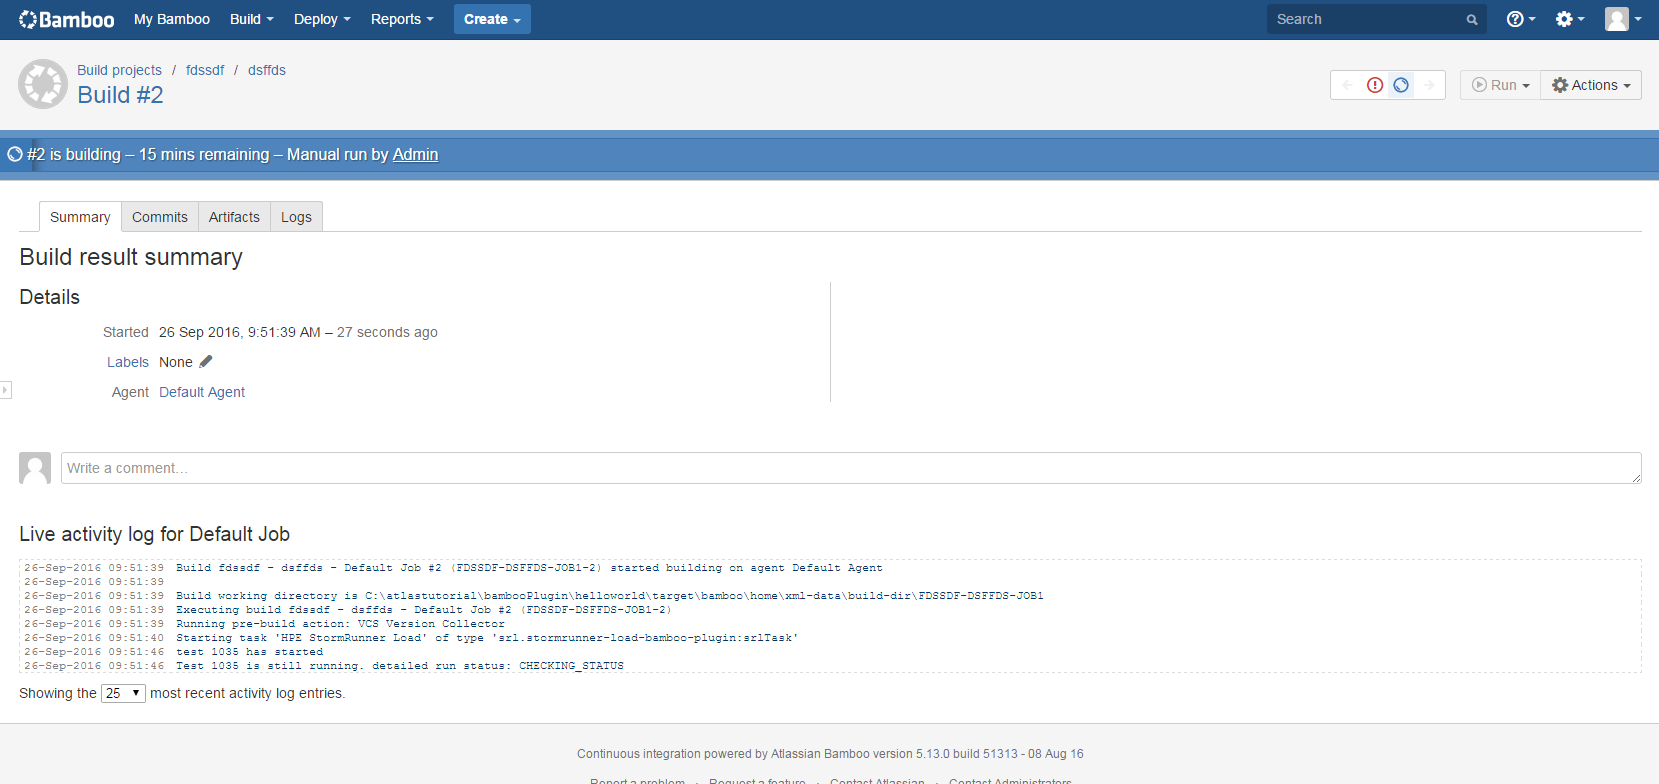 Bamboo My Bamboo Build Deploy Reports Create Search
Build projects / fdssdf / dsffds
Build #2
Run Actions
#2 is building – 15 mins remaining – Manual run by Admin
Summary Commits Artifacts Logs
Build result summary
Details
Started 26 Sep 2016, 9:51:39 AM – 27 seconds ago
Labels None
Agent Default Agent
Write a comment...
Live activity log for Default Job
26-Sep-2016 09:51:39 Build fdssdf - dsffds - Default Job #2 (FDSSDF-DSFFDS-JOB1-2) started building on agent Default Agent
26-Sep-2016 09:51:39
26-Sep-2016 09:51:39 Build working directory is C:\atlastutorial\bambooPlugin\helloworld\target\bamboo\home\xml-data\build-dir\FDSSDF-DSFFDS-JOB1
26-Sep-2016 09:51:39 Executing build fdssdf - dsffds - Default Job #2 (FDSSDF-DSFFDS-JOB1-2)
26-Sep-2016 09:51:39 Running pre-build action: VCS Version Collector
26-Sep-2016 09:51:40 Starting task 'HPE StormRunner Load' of type 'srl.stormrunner-load-bamboo-plugin:srlTask'
26-Sep-2016 09:51:46 test 1035 has started
26-Sep-2016 09:51:46 Test 1035 is still running. detailed run status: CHECKING_STATUS
Showing the 25 most recent activity log entries.
Continuous integration powered by Atlassian Bamboo version 5.13.0 build 51313 - 08 Aug 16
Report a problem · Request a feature · Contact Atlassian · Contact Administrators